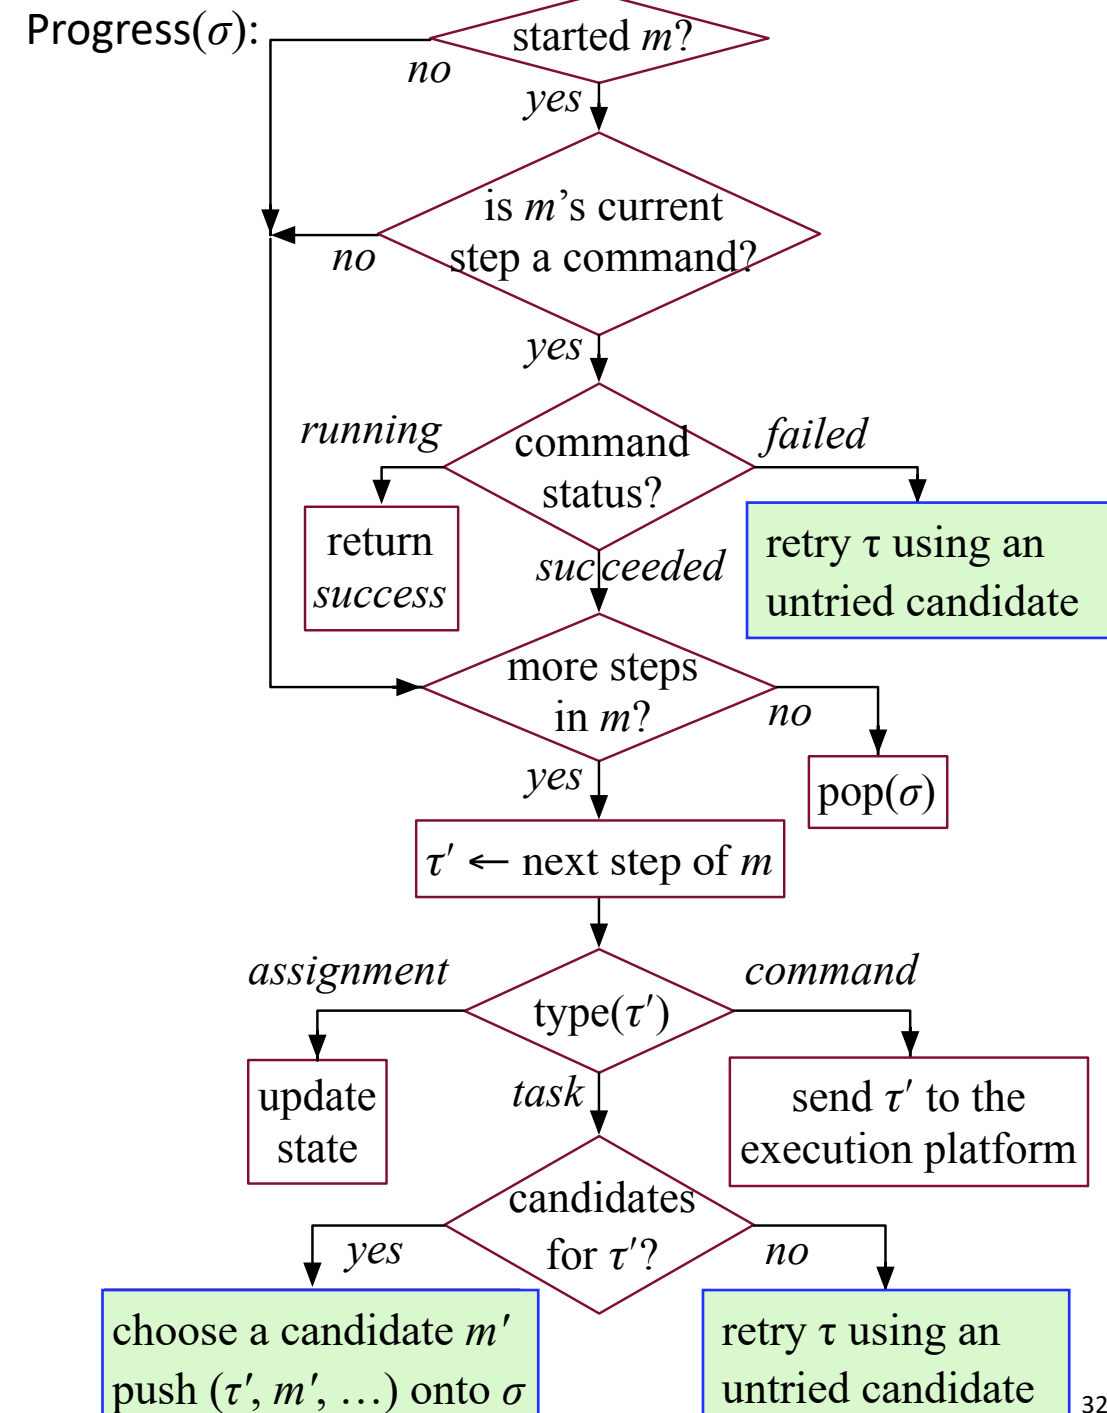 Progress(σ):
started m?
no
yes
is m's current
step a command?
no
yes
running
command
status?
failed
return
success
succeeded
retry τ using an
untried candidate
more steps
in m?
no
yes
pop(σ)
τ′ ← next step of m
assignment
type(τ′)
command
update
state
task
send τ′ to the
execution platform
candidates
for τ′?
yes
no
choose a candidate m′
push (τ′, m′, …) onto σ
retry τ using an
untried candidate
32